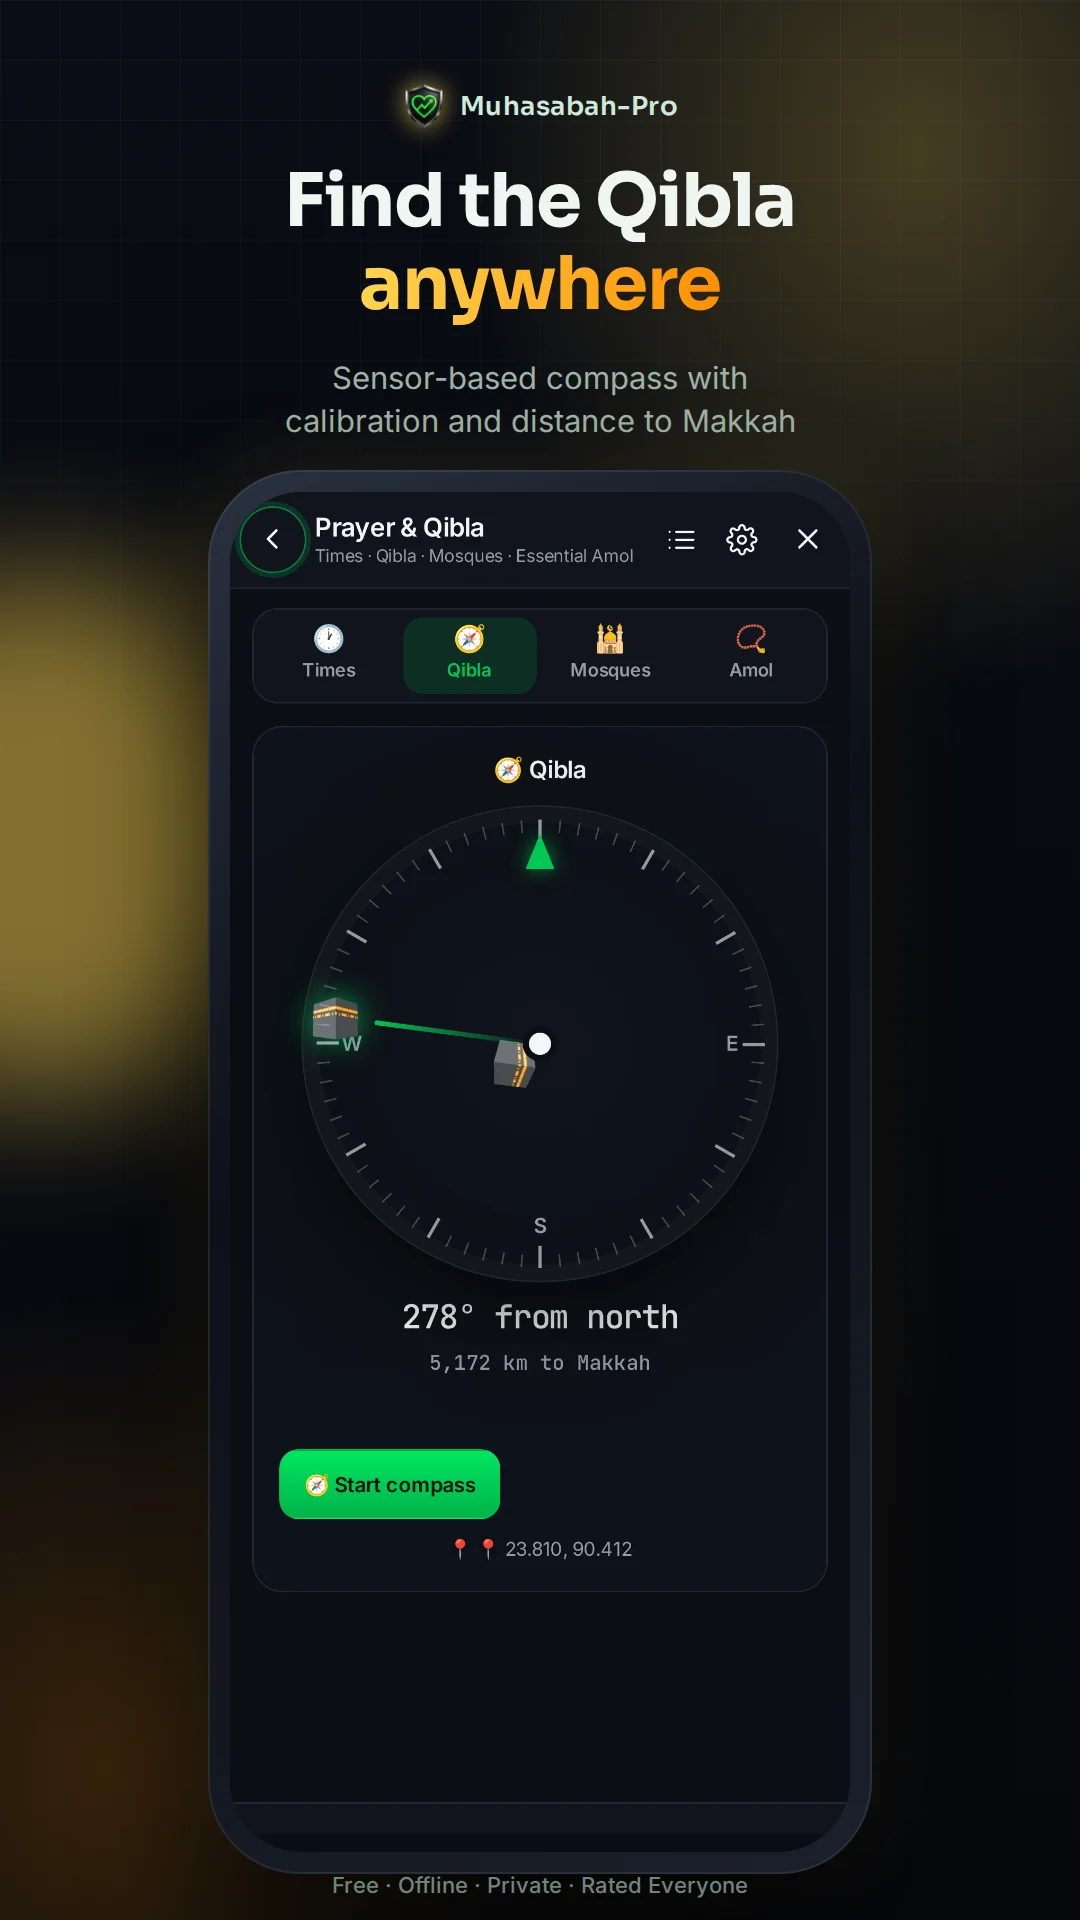 Muhasabah-Pro
Find the Qibla
anywhere
Sensor-based compass with
calibration and distance to Makkah
Prayer & Qibla
Times · Qibla · Mosques · Essential Amol
Times
Qibla
Mosques
Amol
Qibla
W
E
S
278° from north
5,172 km to Makkah
Start compass
23.810, 90.412
Free · Offline · Private · Rated Everyone